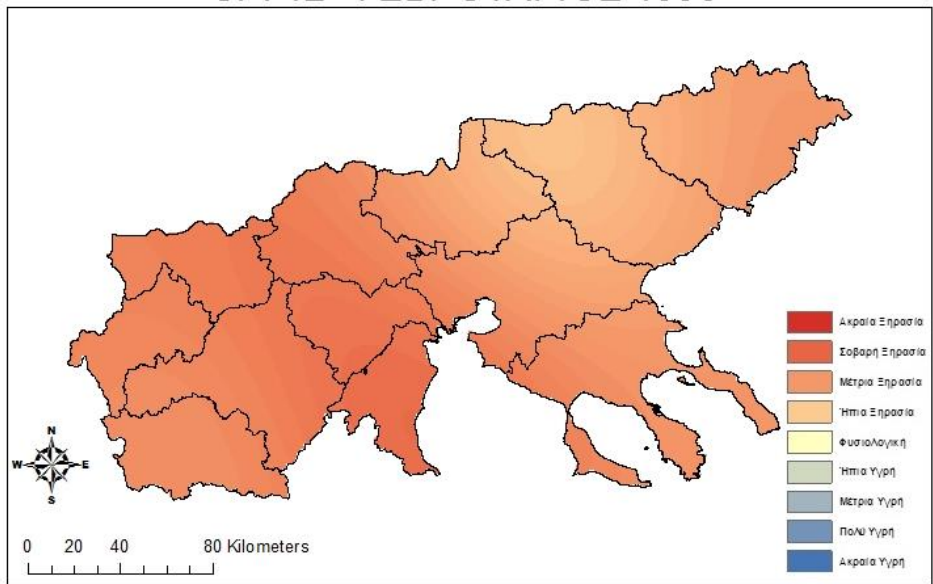 Ακραία Ξηρασία
Σοβαρή Ξηρασία
Μέτρια Ξηρασία
Ήπια Ξηρασία
Φυσιολογική
Ήπια Υγρή
Μέτρια Υγρή
Πολύ Υγρή
Ακραία Υγρή
N
W E
S
0 20 40 80 Kilometers